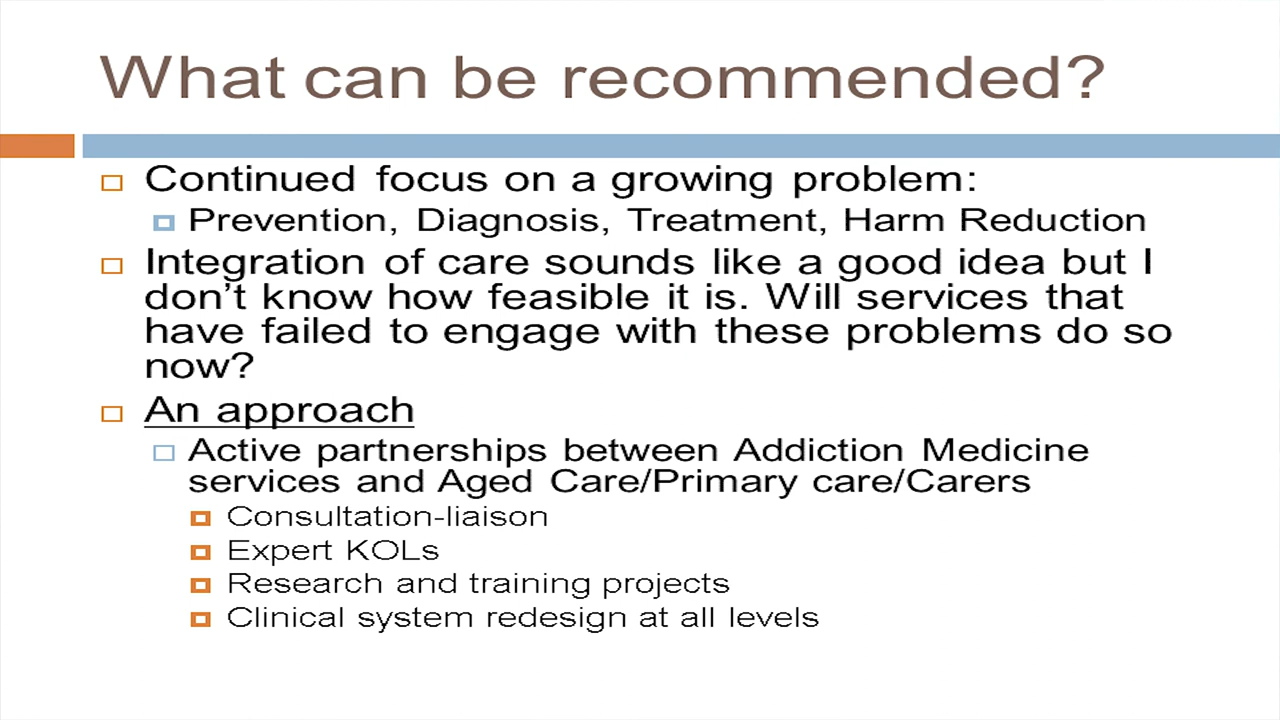 What can be recommended?
Continued focus on a growing problem:
Prevention, Diagnosis, Treatment, Harm Reduction
Integration of care sounds like a good idea but I
don’t know how feasible it is. Will services that
have failed to engage with these problems do so
now?
An approach
Active partnerships between Addiction Medicine
services and Aged Care/Primary care/Carers
Consultation-liaison
Expert KOLs
Research and training projects
Clinical system redesign at all levels